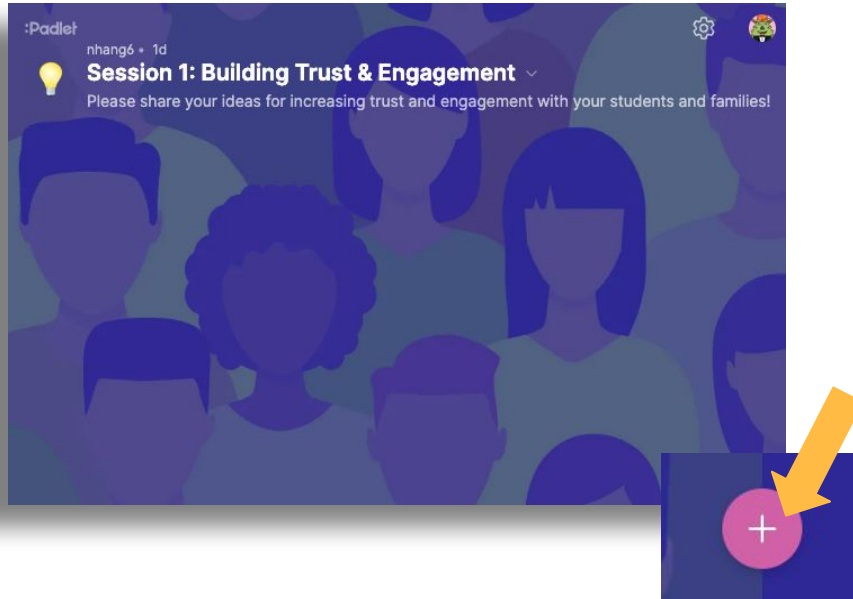 :Padlet
nhang6 • 1d
Session 1: Building Trust & Engagement
Please share your ideas for increasing trust and engagement with your students and families!
+